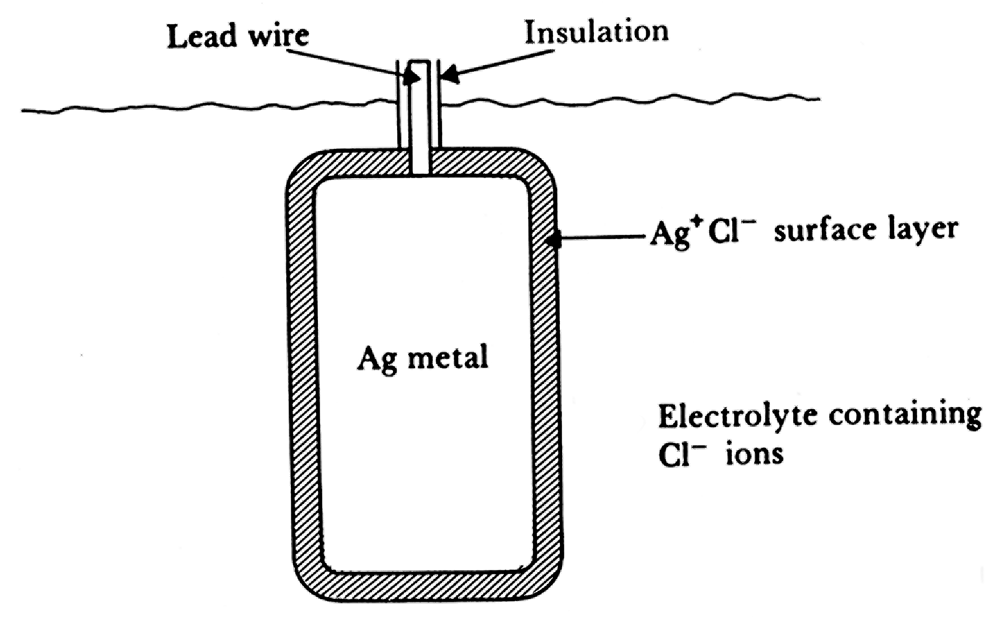 Lead wire
Insulation
Ag⁺Cl⁻ surface layer
Ag metal
Electrolyte containing
Cl⁻ ions